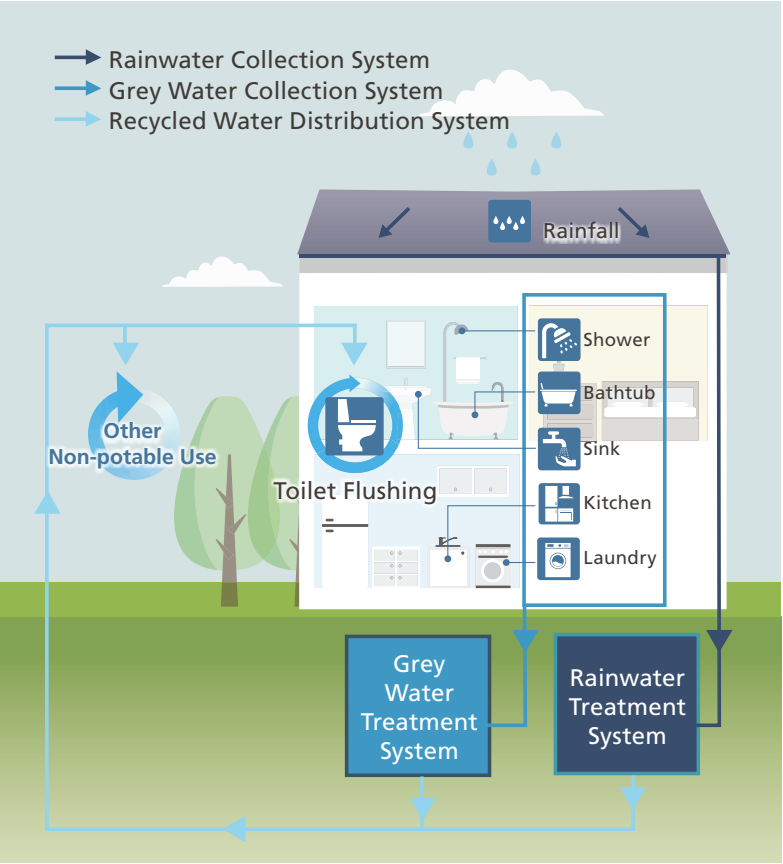 Rainwater Collection System
Grey Water Collection System
Recycled Water Distribution System
Rainfall
Shower
Bathtub
Sink
Kitchen
Laundry
Other
Non-potable Use
Toilet Flushing
Grey
Water
Treatment
System
Rainwater
Treatment
System